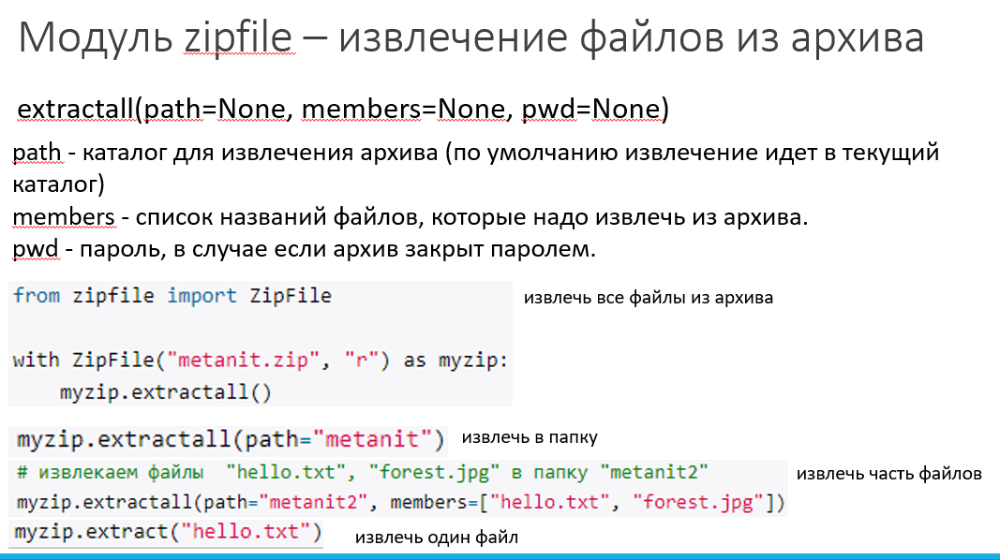 Модуль zipfile – извлечение файлов из архива
extractall(path=None, members=None, pwd=None)
path - каталог для извлечения архива (по умолчанию извлечение идет в текущий
каталог)
members - список названий файлов, которые надо извлечь из архива.
pwd - пароль, в случае если архив закрыт паролем.
from zipfile import ZipFile
извлечь все файлы из архива
with ZipFile("metanit.zip", "r") as myzip:
    myzip.extractall()
myzip.extractall(path="metanit")
извлечь в папку
# извлекаем файлы  "hello.txt", "forest.jpg" в папку "metanit2"
извлечь часть файлов
myzip.extractall(path="metanit2", members=["hello.txt", "forest.jpg"])
myzip.extract("hello.txt")
извлечь один файл